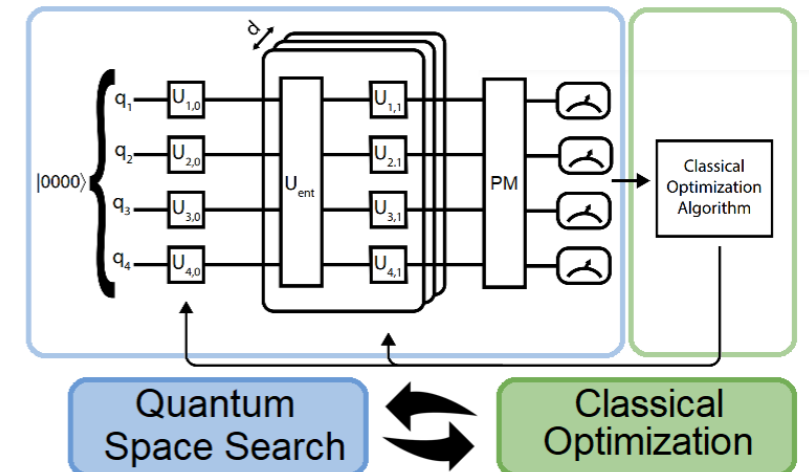 d
|0000⟩
q1
U1,0
U1,1
q2
U2,0
U2.1
q3
U3,0
U3,1
q4
U4,0
U4,1
Uent
PM
Classical
Optimization
Algorithm
Quantum
Space Search
Classical
Optimization